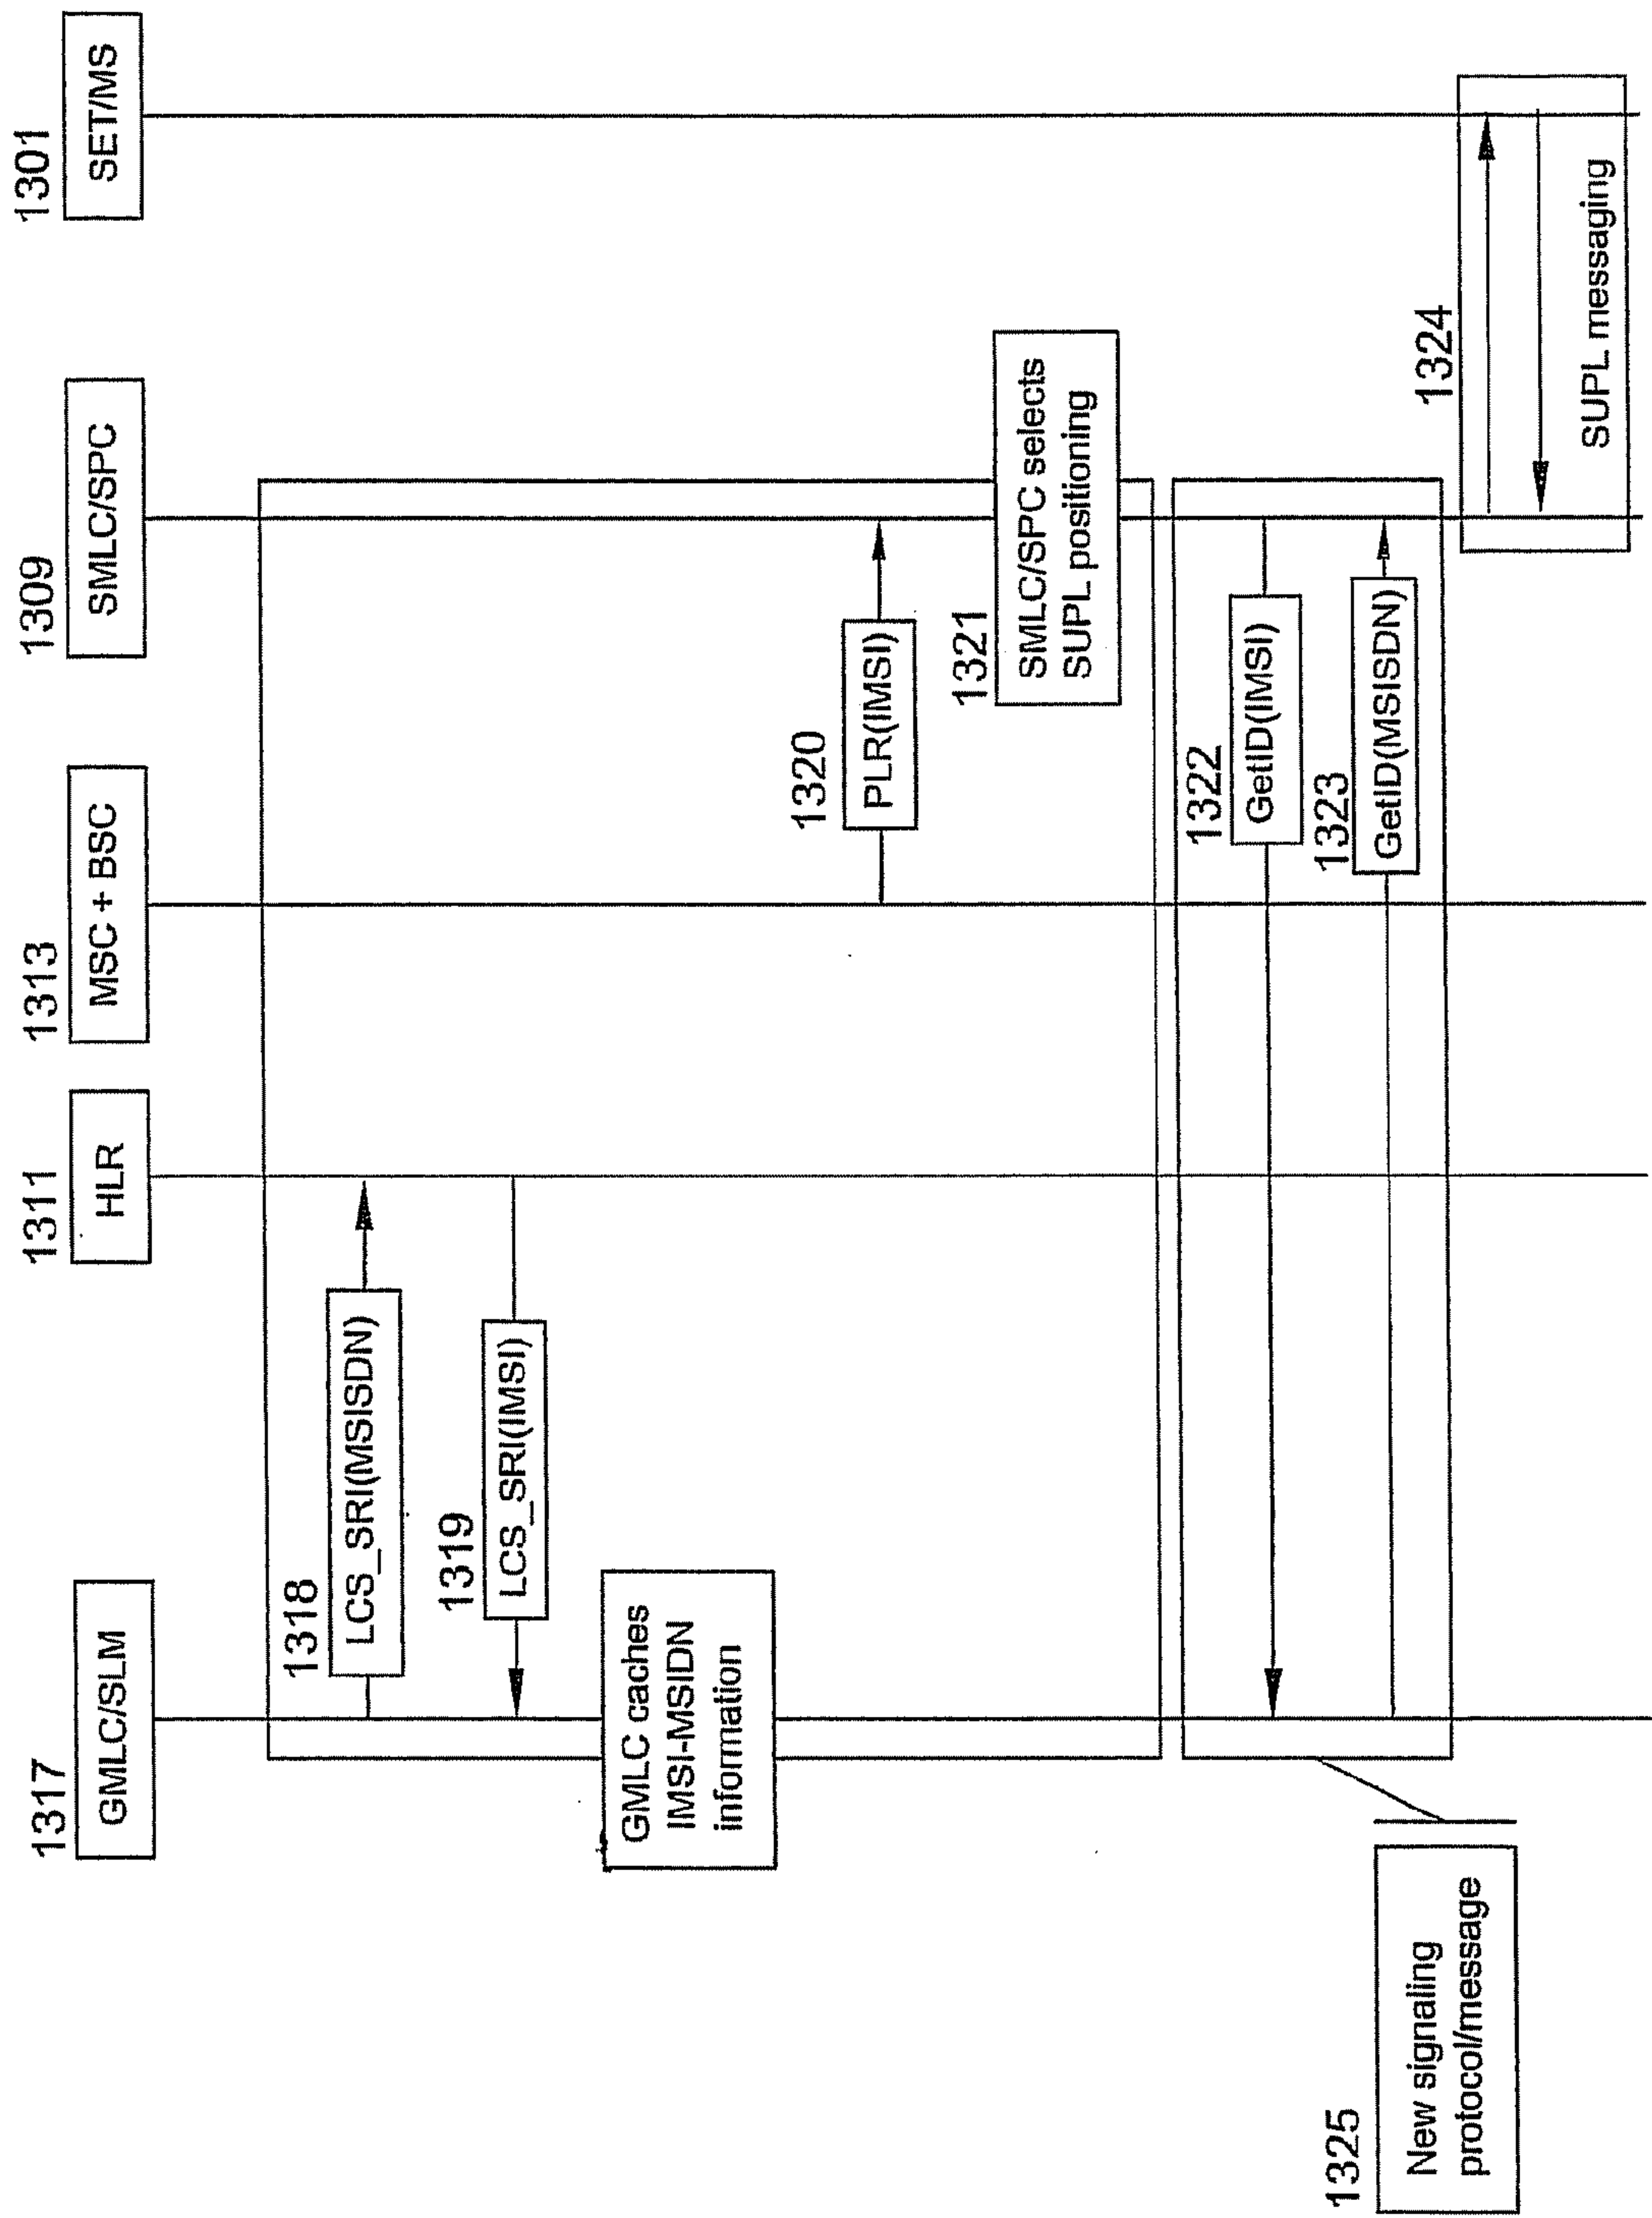 1317
GMLC/SLM
1311
HLR
1313
MSC + BSC
1309
SMLC/SPC
1301
SET/MS
1318
LCS_SRI(MSISDN)
1319
LCS_SRI(IMSI)
GMLC caches
IMSI-MSIDN
information
1320
PLR(IMSI)
1321
SMLC/SPC selects
SUPL positioning
1322
GetID(IMSI)
1323
GetID(MSISDN)
1324
SUPL messaging
1325
New signaling
protocol/message